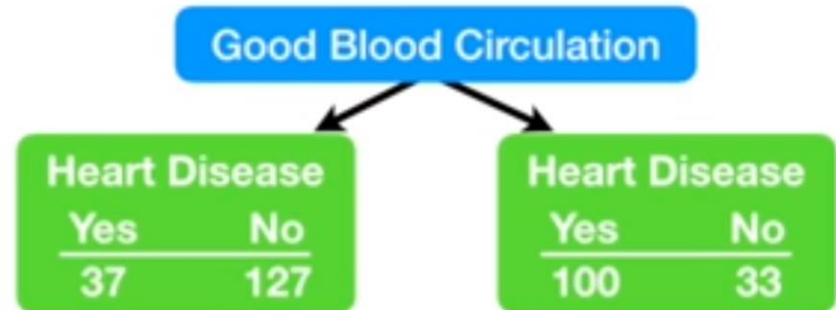 Good Blood Circulation
Heart Disease
Yes No
37 127
Heart Disease
Yes No
100 33